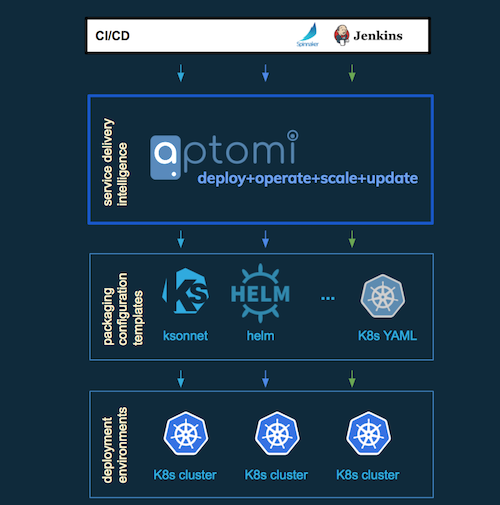 CI/CD
Spinnaker
Jenkins
service delivery
intelligence
aptomi
deploy+operate+scale+update
packaging
configuration
templates
Ks
HELM
...
ksonnet
helm
K8s YAML
deployment
environments
K8s cluster
K8s cluster
K8s cluster